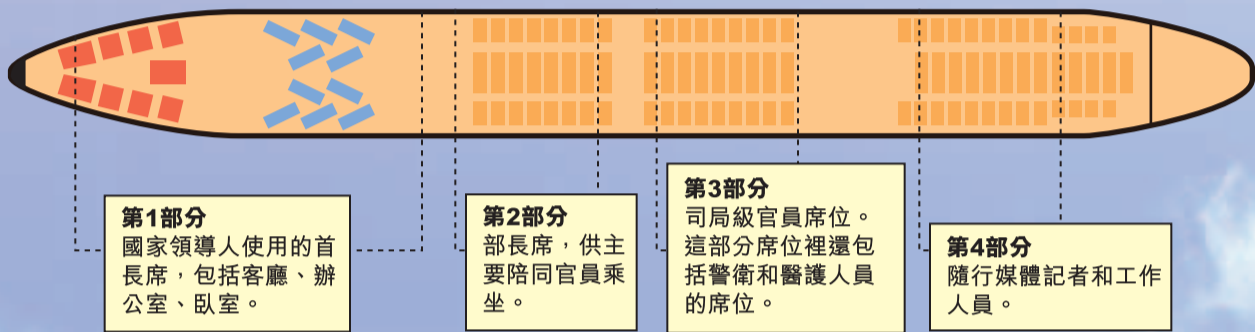 第1部分
國家領導人使用的首
長席，包括客廳、辦
公室、臥室。
第2部分
部長席，供主
要陪同官員乘
坐。
第3部分
司局級官員席位。
這部分席位裡還包
括警衛和醫護人員
的席位。
第4部分
隨行媒體記者和工作
人員。